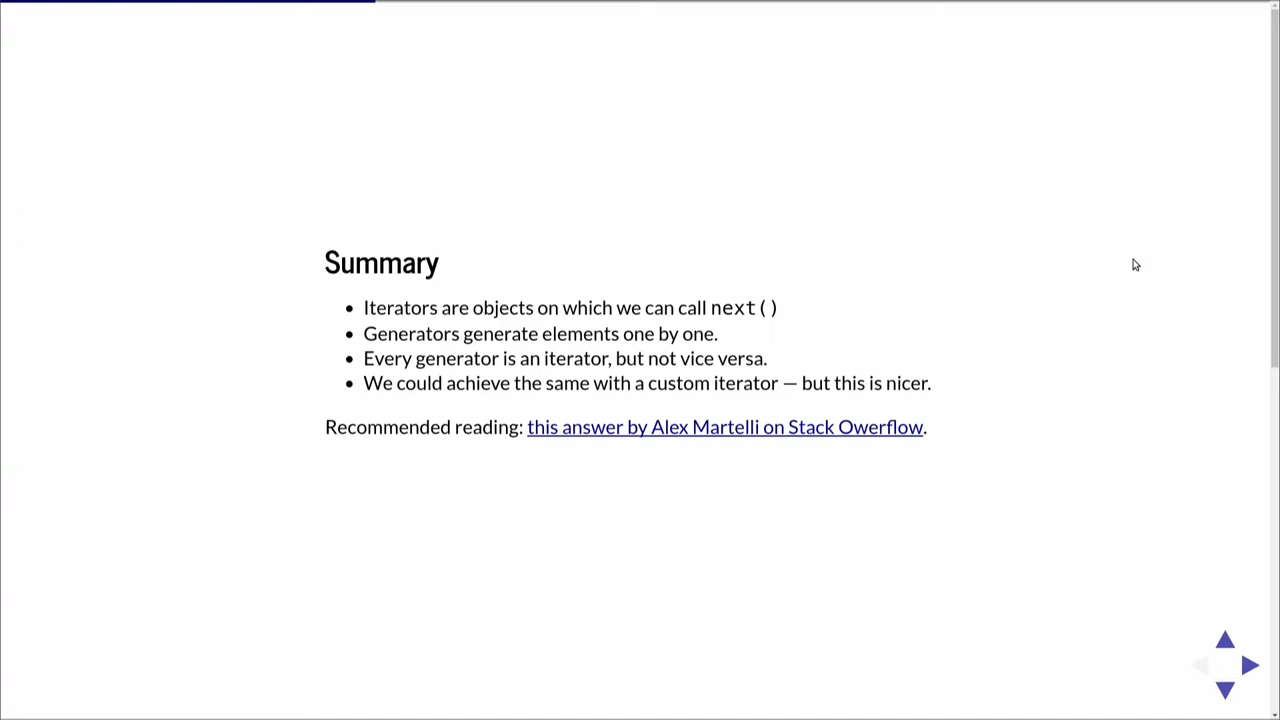 Summary
• Iterators are objects on which we can call next()
• Generators generate elements one by one.
• Every generator is an iterator, but not vice versa.
• We could achieve the same with a custom iterator — but this is nicer.
Recommended reading: this answer by Alex Martelli on Stack Owerflow.